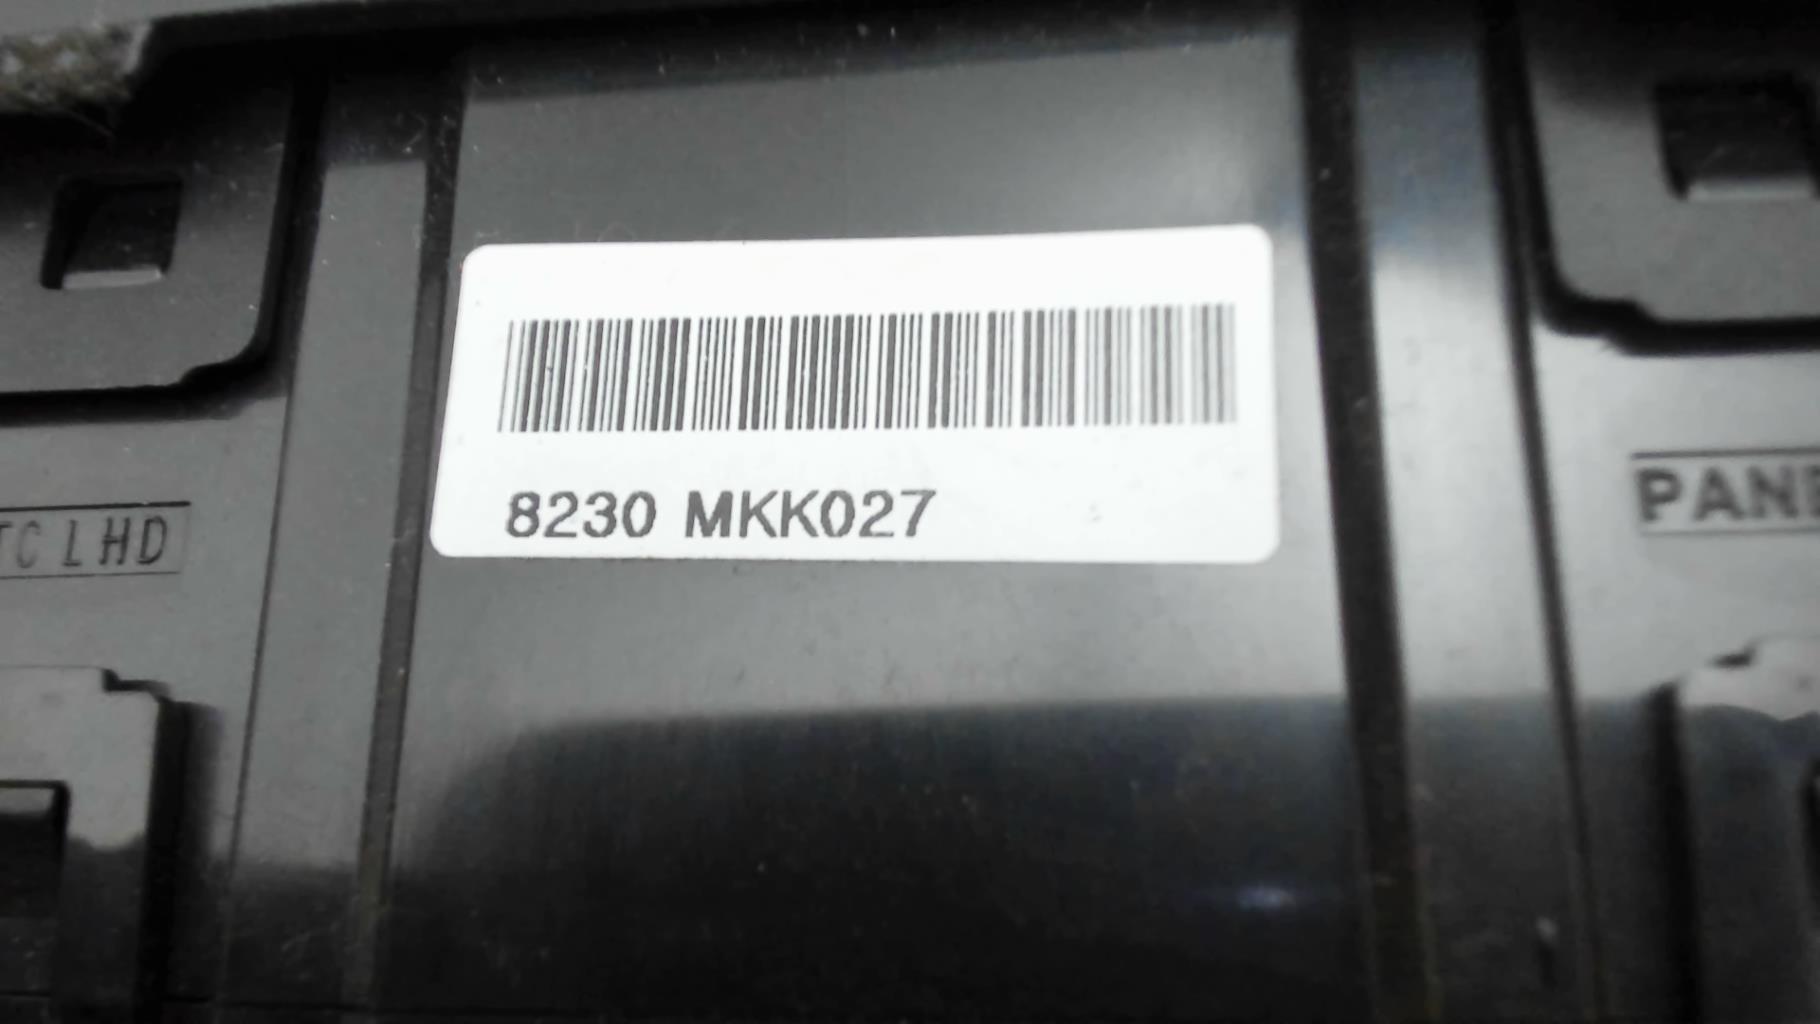 8230 MKK027
TC LHD
PAN